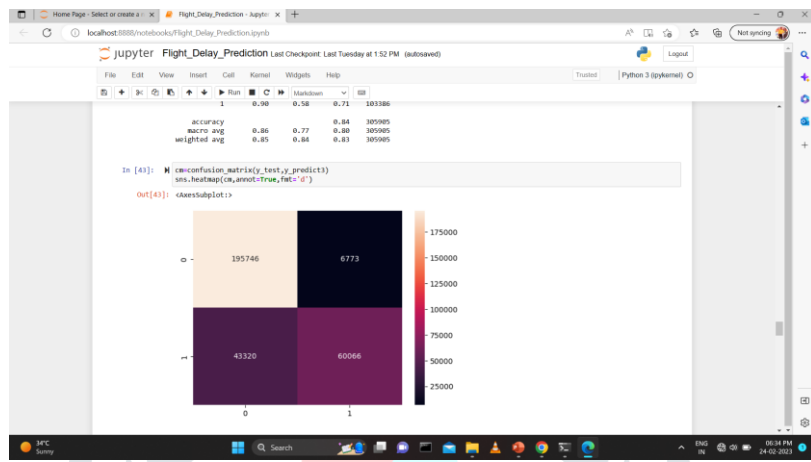 Home Page - Select or create a n
Flight_Delay_Prediction - Jupyter
localhost:8888/notebooks/Flight_Delay_Prediction.ipynb
Not syncing
jupyter Flight_Delay_Prediction Last Checkpoint: Last Tuesday at 1:52 PM (autosaved)
Logout
File Edit View Insert Cell Kernel Widgets Help
Trusted
Python 3 (ipykernel)
Run
Markdown
1 0.90 0.58 0.71 103386
accuracy 0.84 305905
macro avg 0.86 0.77 0.80 305905
weighted avg 0.85 0.84 0.83 305905
In [43]: cm=confusion_matrix(y_test,y_predict3)
sns.heatmap(cm,annot=True,fmt='d')
Out[43]: <AxesSubplot:>
175000
0 195746 6773
150000
125000
100000
75000
1 43320 60066
50000
25000
0 1
34°C
Sunny
Search
ENG
IN
06:34 PM
24-02-2023